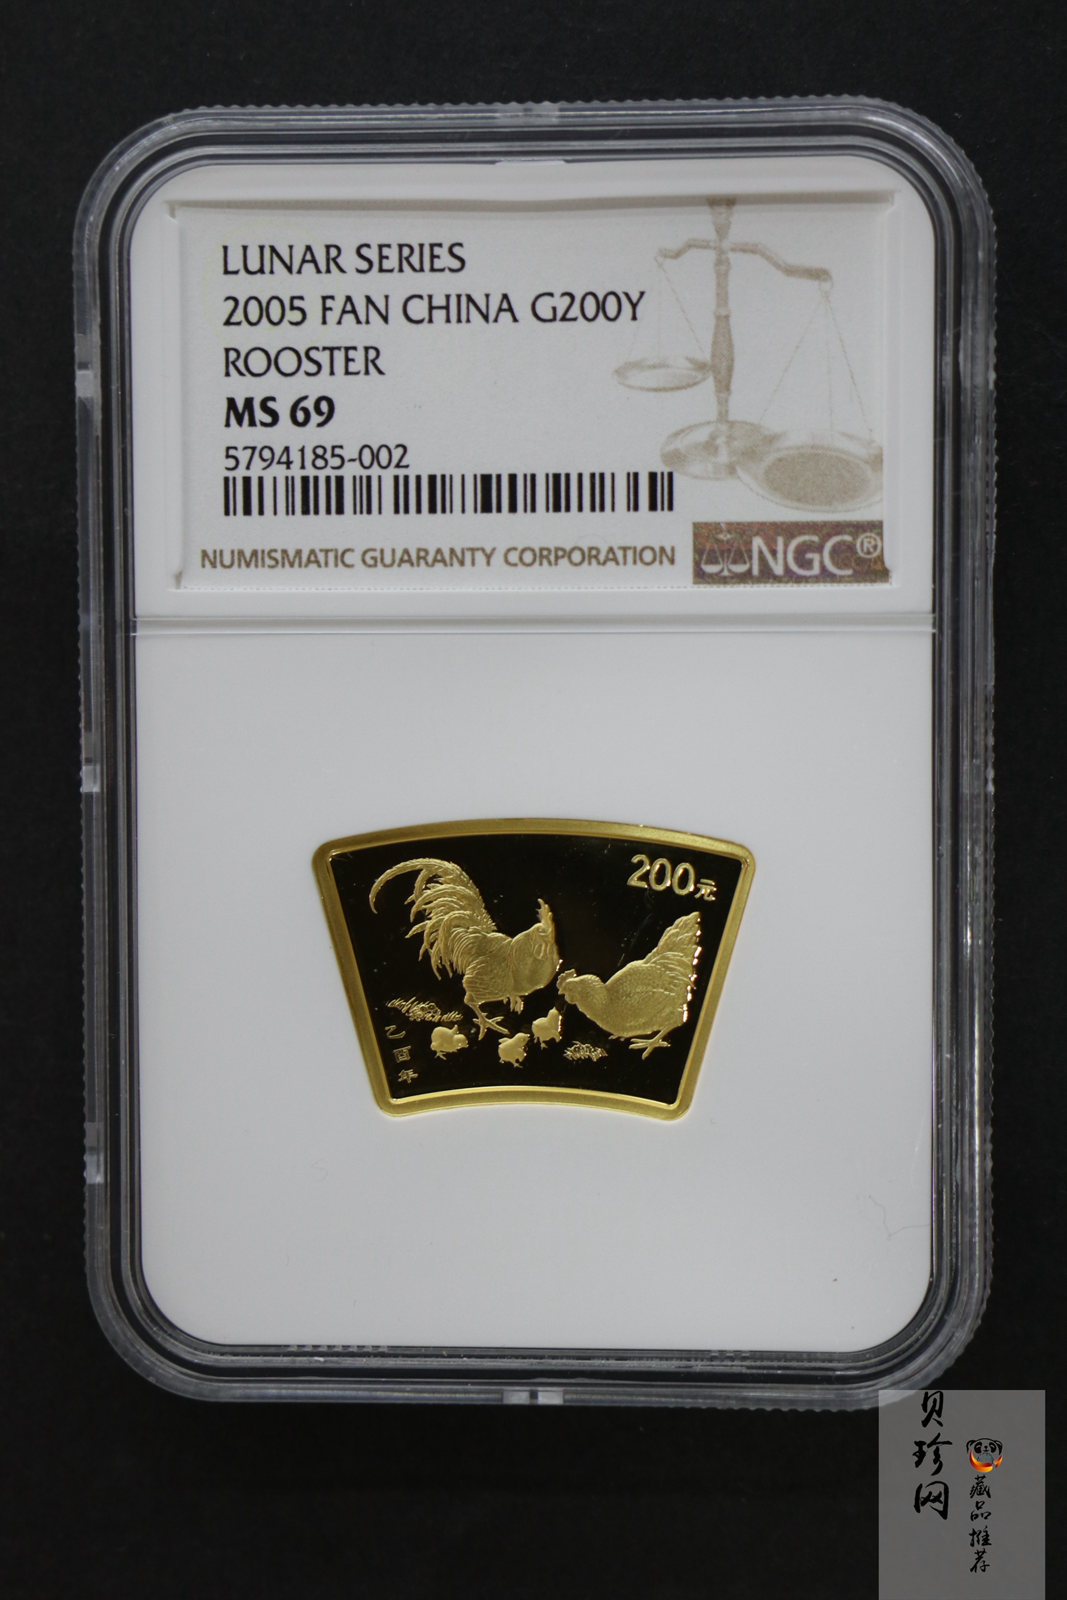 LUNAR SERIES
2005 FAN CHINA G200Y
ROOSTER
MS 69
5794185-002
NUMISMATIC GUARANTY CORPORATION
NGC®
200元
乙酉年
贝珍网
藏品推荐